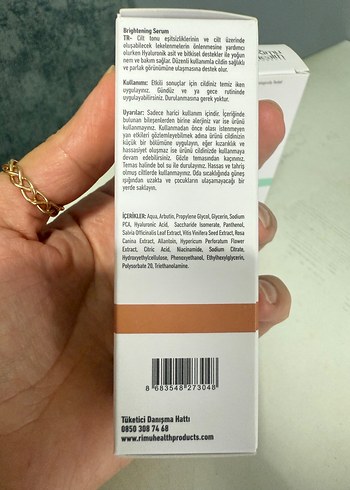 Brightening Serum
TR- Cilt tonu eşitsizliklerinin ve cilt üzerinde
oluşabilecek lekelenmelerin önlenmesine yardımcı
olurken Hyaluronik asit ve bitkisel destekler ile yoğun
nem ve bakım sağlar. Düzenli kullanımla cildin sağlıklı
ve parlak görünümüne ulaşmasına destek olur.
Kullanımı: Etkili sonuçlar için cildiniz temiz iken
uygulayınız. Gündüz ve ya gece rutininde
uygulayabilirsiniz. Durulanmasına gerek yoktur.
Uyarılar: Sadece harici kullanım içindir. İçeriğinde
bulunan bileşenlerden birine alerjiniz var ise ürünü
kullanmayınız. Kullanmadan önce olası istenmeyen
yan etkileri gözlemleyebilmek adına ürünü cildinizin
küçük bir bölümüne uygulayın, eğer kızarıklık ve
hassasiyet oluşmaz ise ürünü cildinizde kullanmaya
devam edebilirsiniz. Gözle temasından kaçınınız.
Temas halinde bol su ile durulayınız. Hassas ve tahriş
olmuş ciltlerde kullanmayınız. Oda sıcaklığında güneş
ışığından uzakta ve çocukların ulaşamayacağı bir
yerde saklayın.
İÇERİKLER: Aqua, Arbutin, Propylene Glycol, Glycerin, Sodium
PCA, Hyaluronic Acid, Saccharide Isomerate, Panthenol,
Salvia Officinalis Leaf Extract, Vitis Vinifera Seed Extract, Rosa
Canina Extract, Allantoin, Hypericum Perforatum Flower
Extract, Citric Acid, Niacinamide, Sodium Citrate,
Hydroxyethylcellulose, Phenoxyethanol, Ethylhexylglycerin,
Polysorbate 20, Triethanolamine.
8 683548 273048
Tüketici Danışma Hattı
0850 308 74 68
www.rimuhealthproducts.com